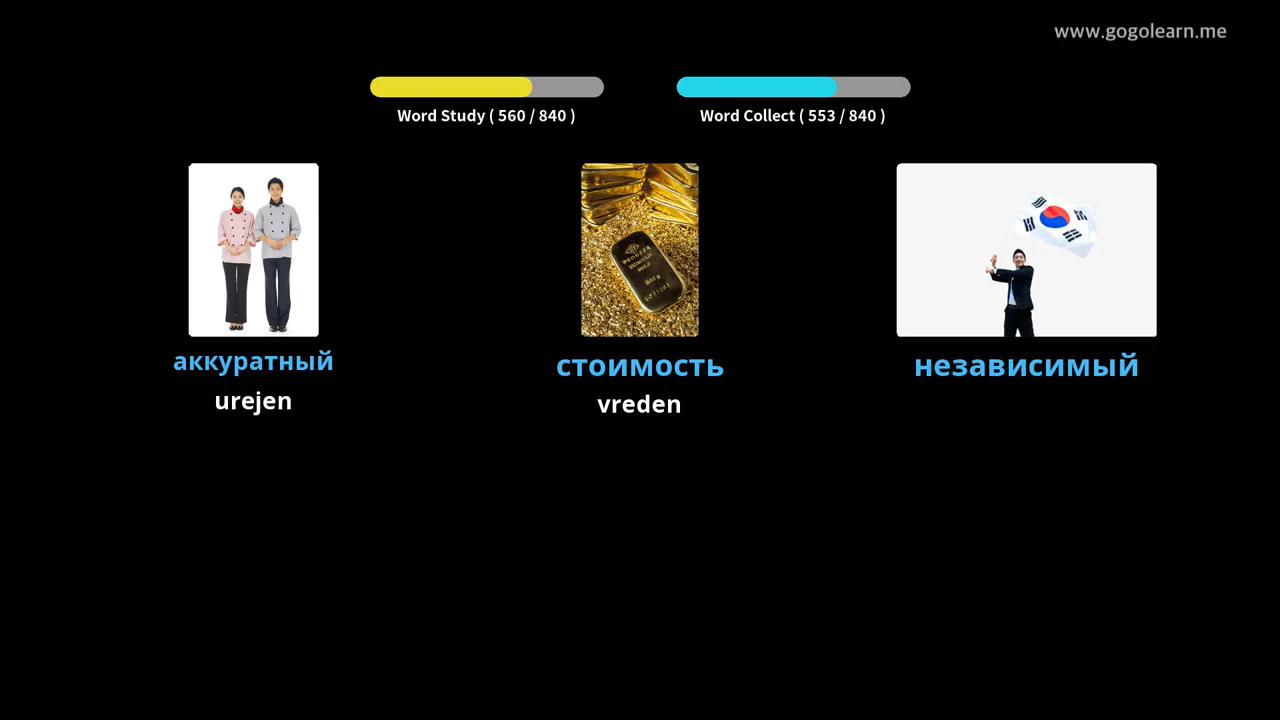 www.gogolearn.me
Word Study ( 560 / 840 )
Word Collect ( 553 / 840 )
аккуратный
urejen
стоимость
vreden
независимый